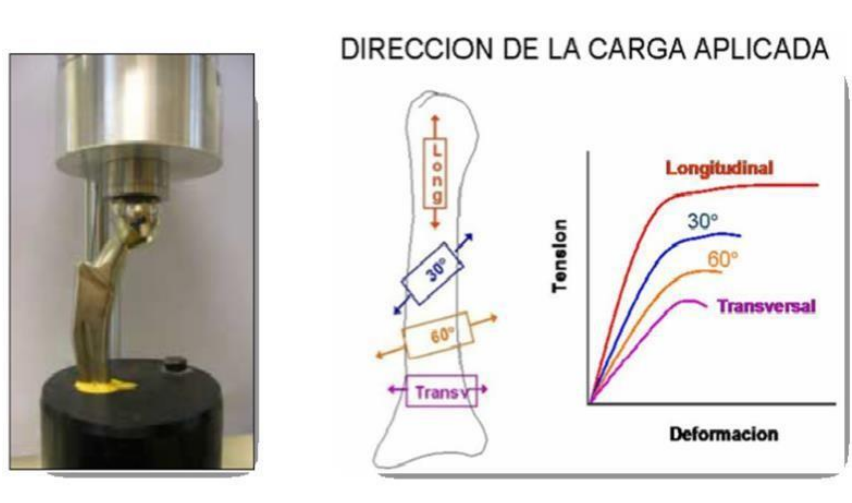 DIRECCION DE LA CARGA APLICADA
Long
30°
60°
Transv
Tension
Longitudinal
30°
60°
Transversal
Deformacion